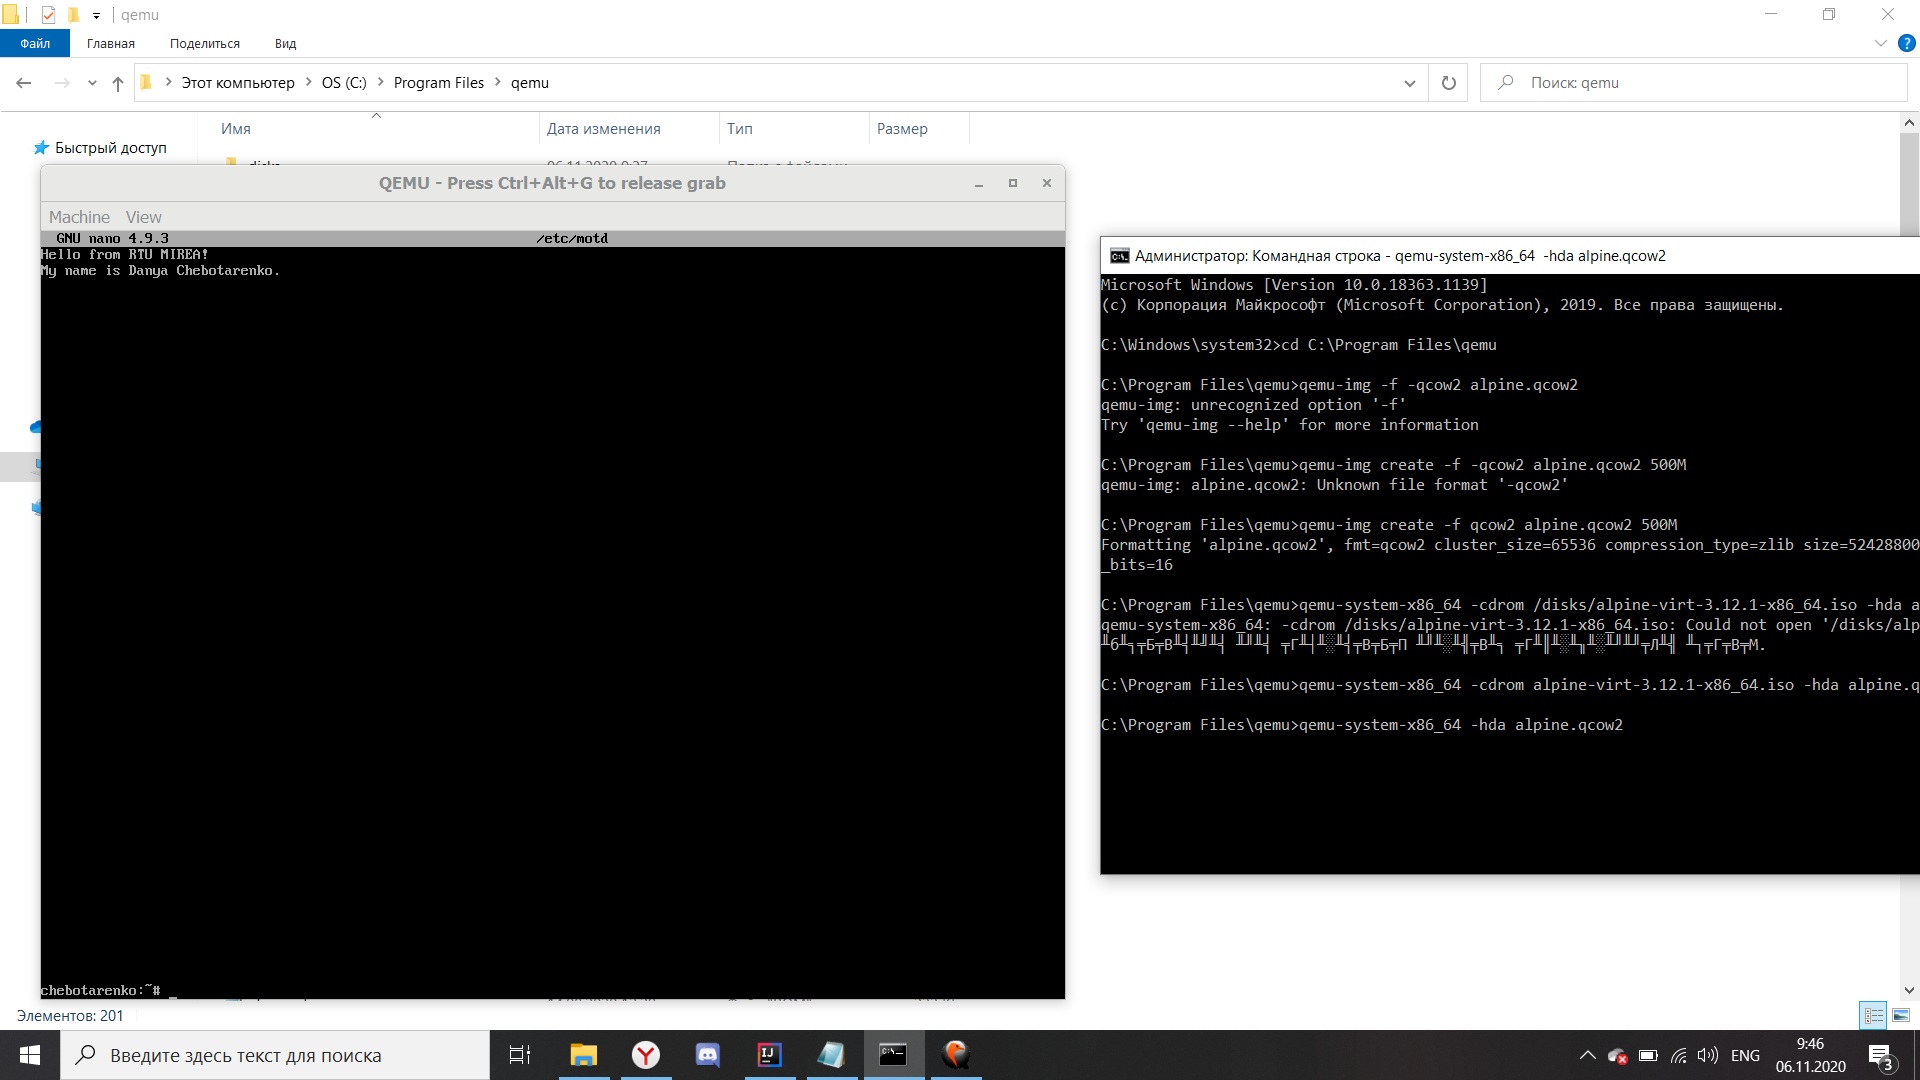 qemu
Файл
Главная
Поделиться
Вид
Этот компьютер
OS (C:)
Program Files
qemu
Поиск: qemu
Имя
Дата изменения
Тип
Размер
Быстрый доступ
QEMU - Press Ctrl+Alt+G to release grab
Machine View
GNU nano 4.9.3 /etc/motd
Hello from RTU MIREA!
My name is Danya Chebotarenko.
chebotarenko:~# _
Администратор: Командная строка - qemu-system-x86_64 -hda alpine.qcow2
Microsoft Windows [Version 10.0.18363.1139]
(c) Корпорация Майкрософт (Microsoft Corporation), 2019. Все права защищены.
C:\Windows\system32>cd C:\Program Files\qemu
C:\Program Files\qemu>qemu-img -f -qcow2 alpine.qcow2
qemu-img: unrecognized option '-f'
Try 'qemu-img --help' for more information
C:\Program Files\qemu>qemu-img create -f -qcow2 alpine.qcow2 500M
qemu-img: alpine.qcow2: Unknown file format '-qcow2'
C:\Program Files\qemu>qemu-img create -f qcow2 alpine.qcow2 500M
Formatting 'alpine.qcow2', fmt=qcow2 cluster_size=65536 compression_type=zlib size=52428800
_bits=16
C:\Program Files\qemu>qemu-system-x86_64 -cdrom /disks/alpine-virt-3.12.1-x86_64.iso -hda a
qemu-system-x86_64: -cdrom /disks/alpine-virt-3.12.1-x86_64.iso: Could not open '/disks/alp
C:\Program Files\qemu>qemu-system-x86_64 -cdrom alpine-virt-3.12.1-x86_64.iso -hda alpine.q
C:\Program Files\qemu>qemu-system-x86_64 -hda alpine.qcow2
Элементов: 201
Введите здесь текст для поиска
ENG
9:46
06.11.2020
3